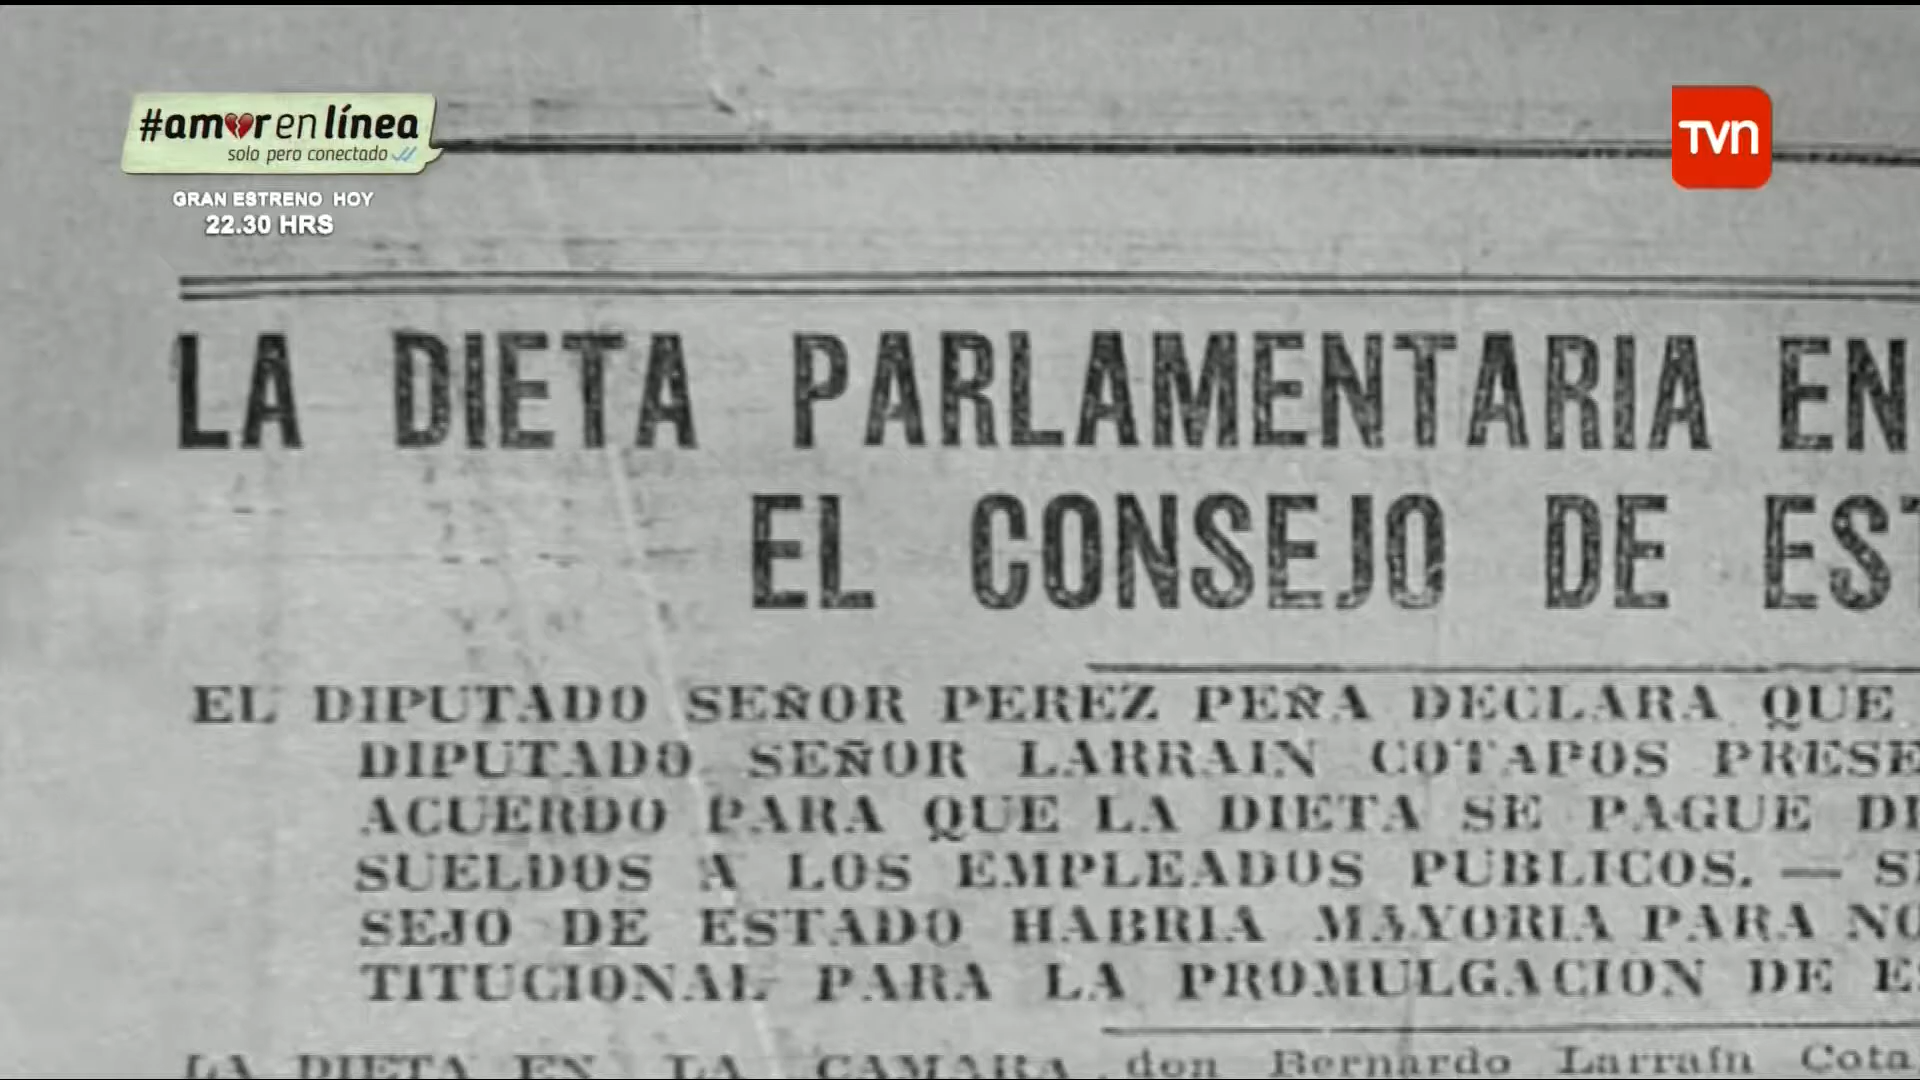 #amor en línea
solo pero conectado
GRAN ESTRENO HOY
22.30 HRS
TVN
LA DIETA PARLAMENTARIA EN
EL CONSEJO DE EST
EL DIPUTADO SEÑOR PEREZ PEÑA DECLARA QUE
DIPUTADO SEÑOR LARRAIN COTAPOS PRESE
ACUERDO PARA QUE LA DIETA SE PAGUE DE
SUELDOS A LOS EMPLEADOS PUBLICOS. — S
SEJO DE ESTADO HABRIA MAYORIA PARA NO
TITUCIONAL PARA LA PROMULGACION DE ES
LA DIETA EN LA CAMARA don Bernardo Larraín Cota